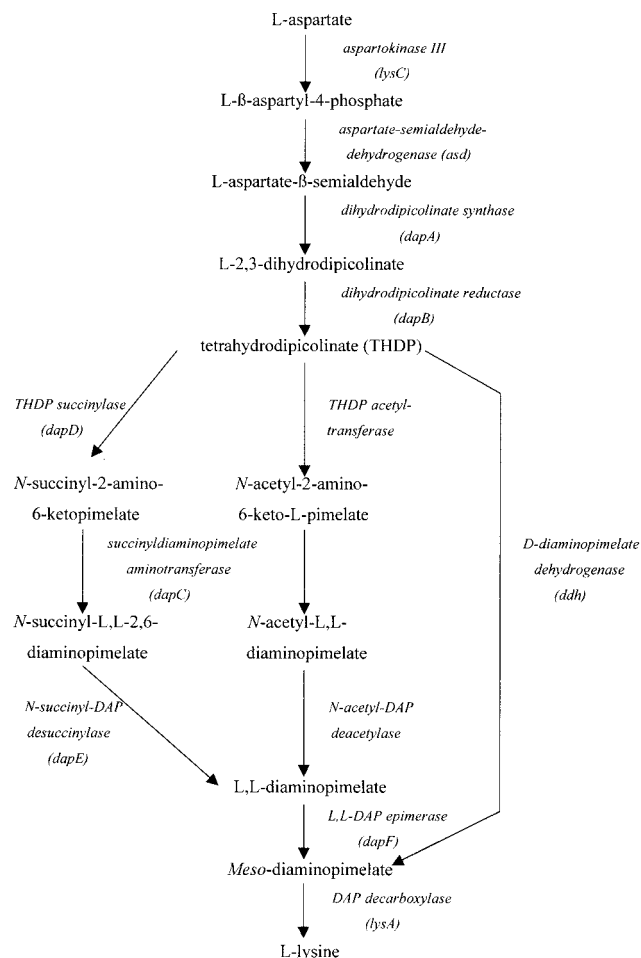 L-aspartate
aspartokinase III
(lysC)
L-ß-aspartyl-4-phosphate
aspartate-semialdehyde-
dehydrogenase (asd)
L-aspartate-ß-semialdehyde
dihydrodipicolinate synthase
(dapA)
L-2,3-dihydrodipicolinate
dihydrodipicolinate reductase
(dapB)
tetrahydrodipicolinate (THDP)
THDP succinylase
(dapD)
THDP acetyl-
transferase
N-succinyl-2-amino-
6-ketopimelate
N-acetyl-2-amino-
6-keto-L-pimelate
succinyldiaminopimelate
aminotransferase
(dapC)
D-diaminopimelate
dehydrogenase
(ddh)
N-succinyl-L,L-2,6-
diaminopimelate
N-acetyl-L,L-
diaminopimelate
N-succinyl-DAP
desuccinylase
(dapE)
N-acetyl-DAP
deacetylase
L,L-diaminopimelate
L,L-DAP epimerase
(dapF)
Meso-diaminopimelate
DAP decarboxylase
(lysA)
L-lysine